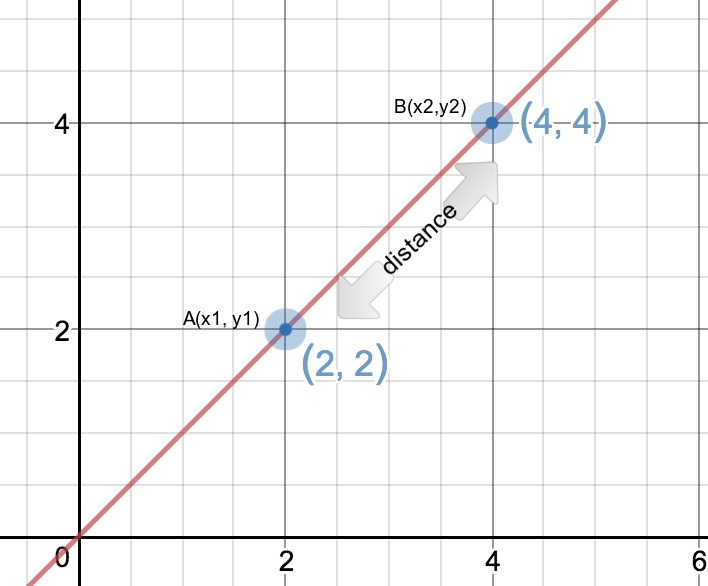 B(x2,y2)
(4, 4)
4
distance
A(x1, y1)
2
(2, 2)
0
2
4
6